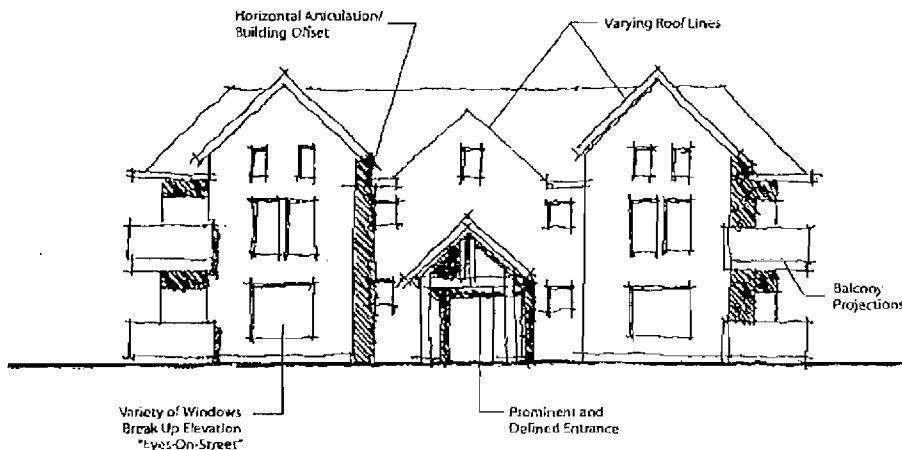 Horizontal Articulation/
Building Offset
Varying Roof Lines
Balcony
Projections
Variety of Windows
Break Up Elevation
"Eyes-On-Street"
Prominent and
Defined Entrance